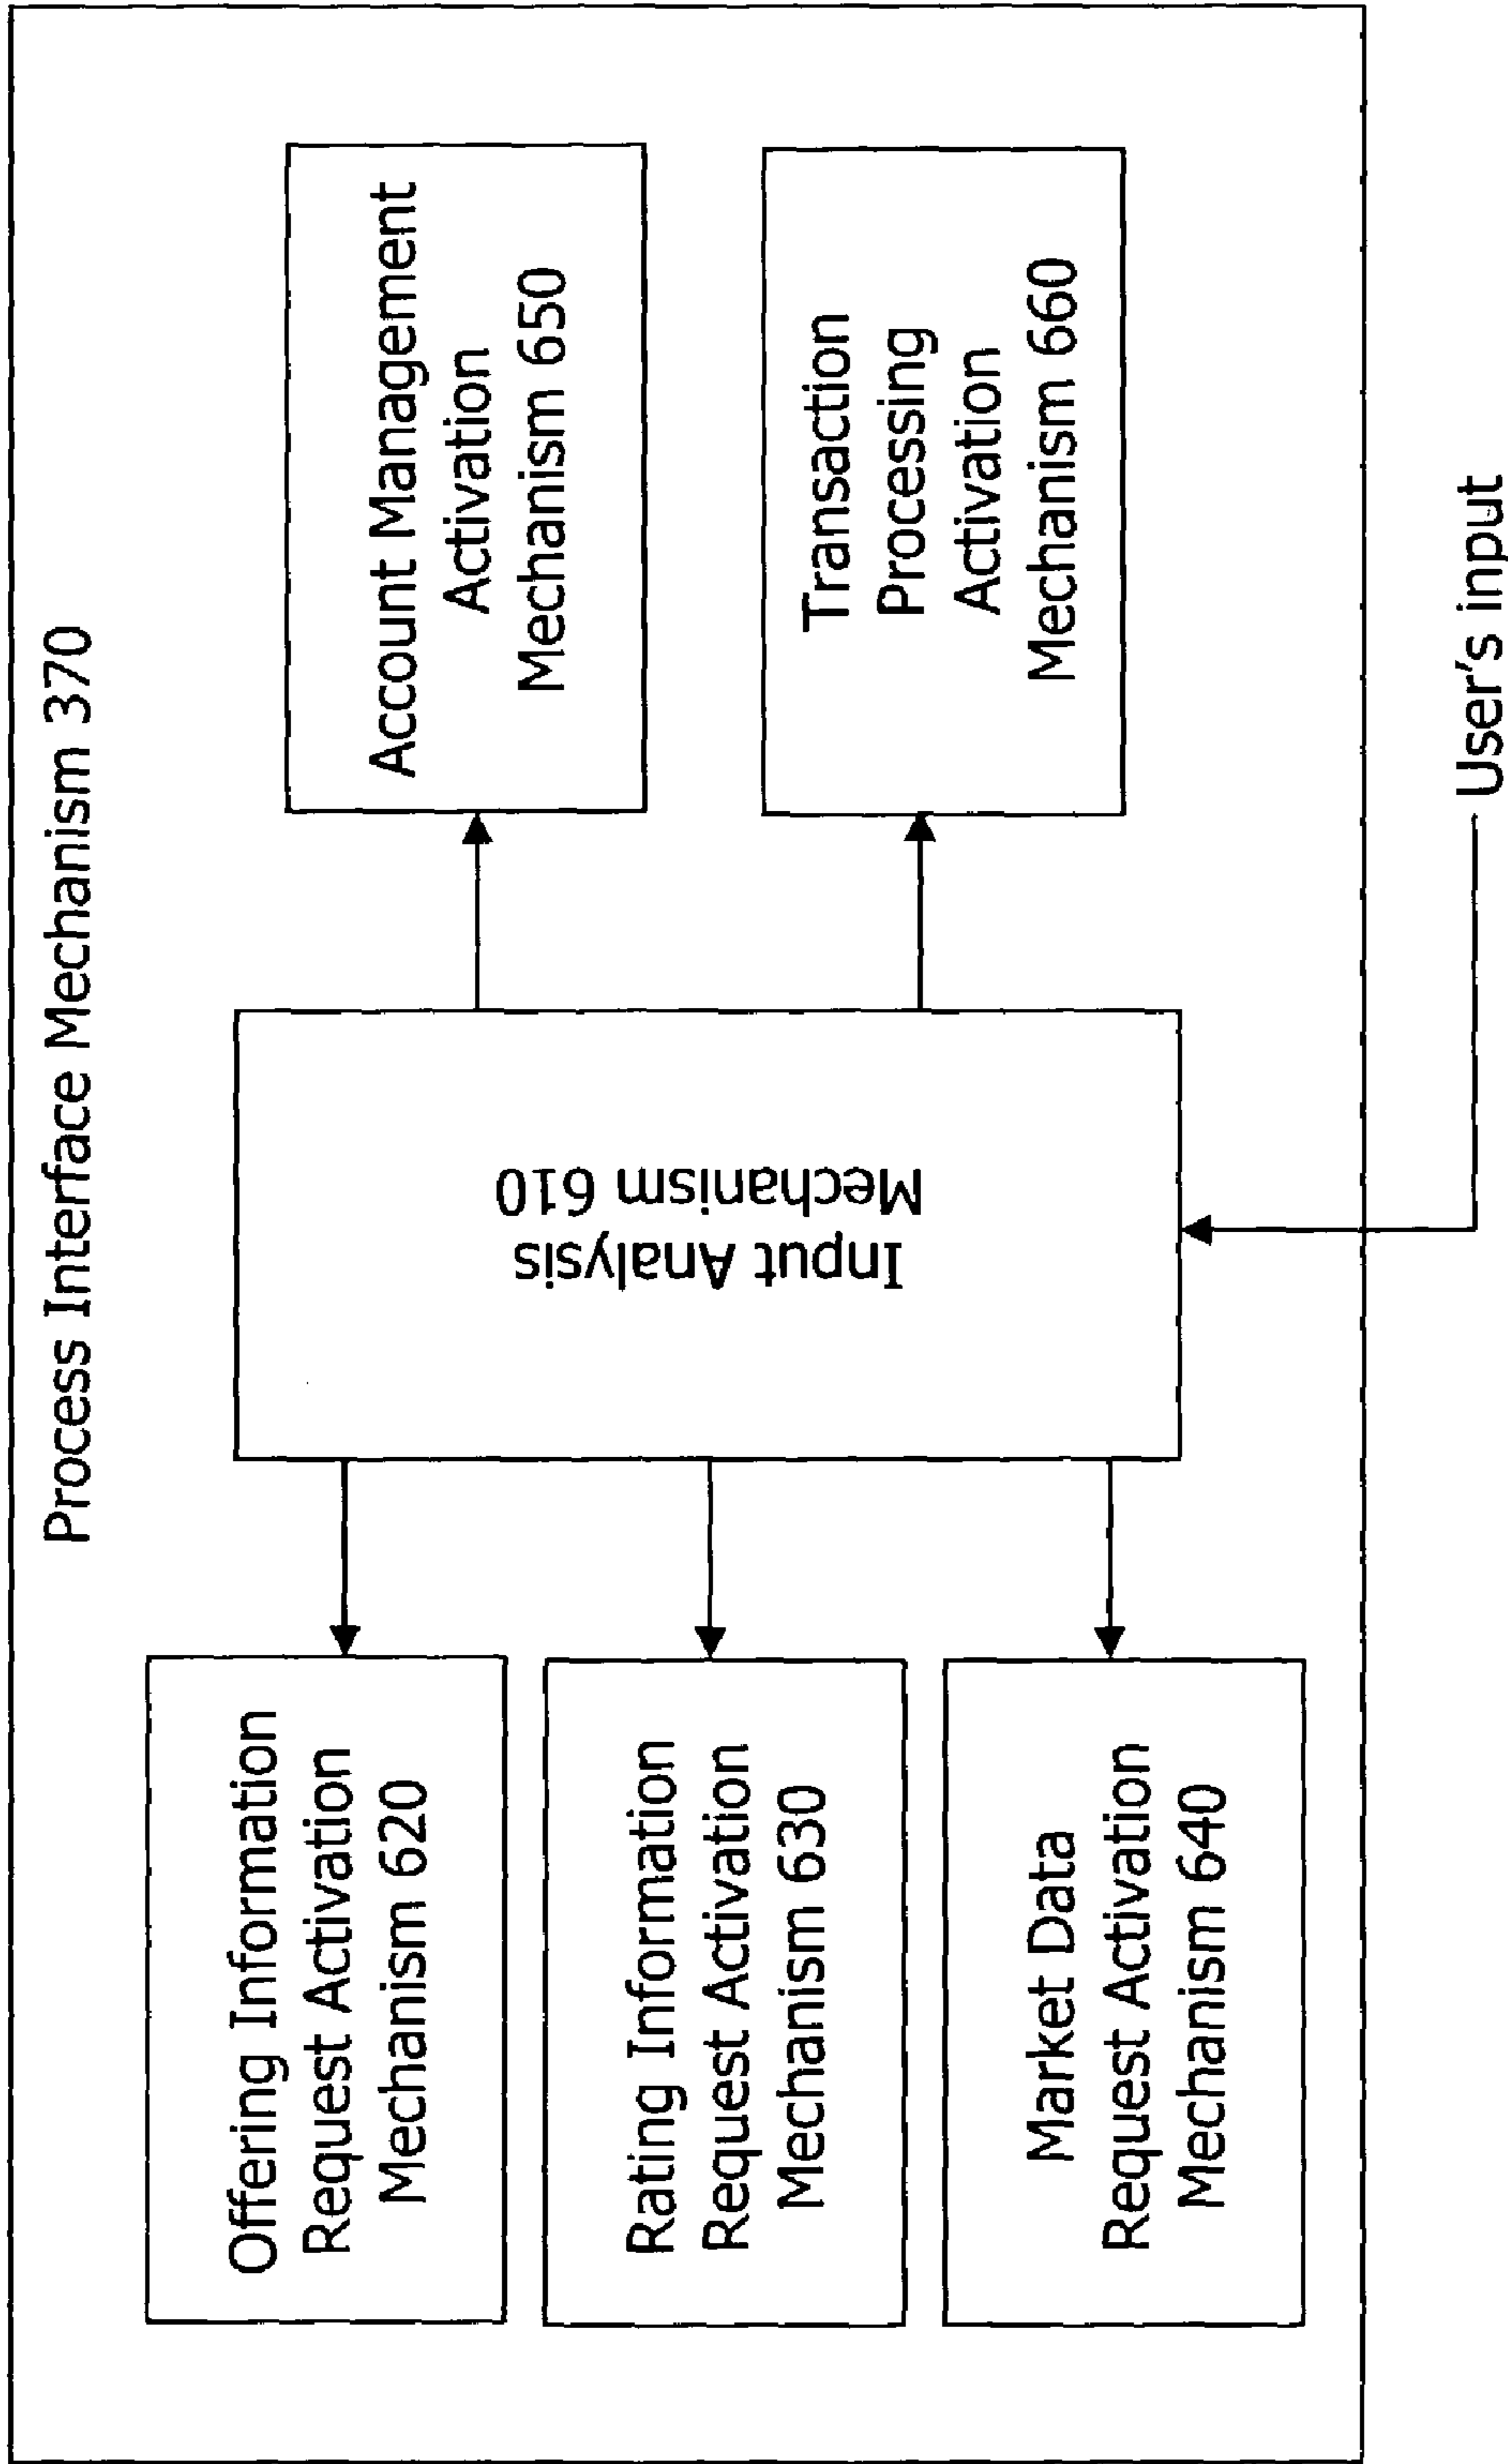 Process Interface Mechanism 370
Offering Information
Request Activation
Mechanism 620
Rating Information
Request Activation
Mechanism 630
Market Data
Request Activation
Mechanism 640
Input Analysis
Mechanism 610
Account Management
Activation
Mechanism 650
Transaction
Processing
Activation
Mechanism 660
User's input